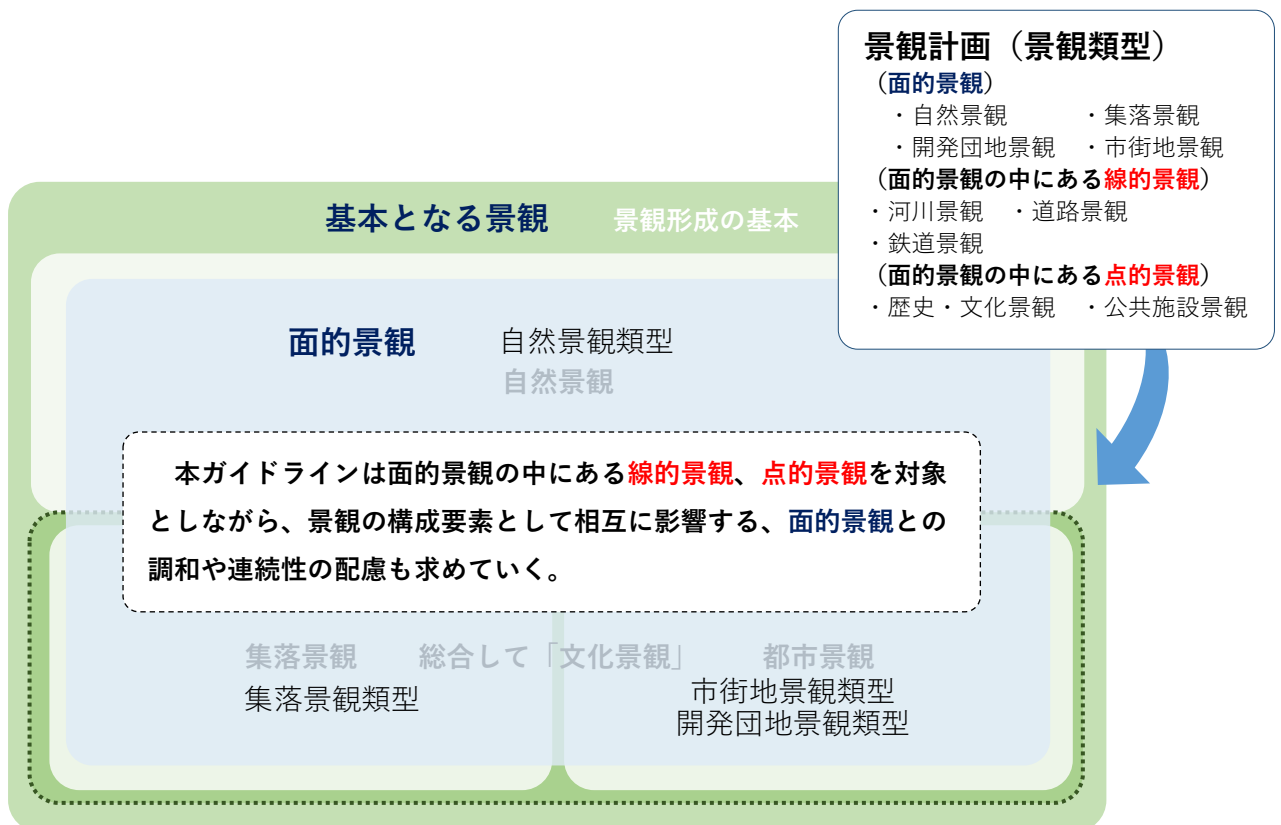 景観計画（景観類型）
（面的景観）
・自然景観　・集落景観
・開発団地景観　・市街地景観
（面的景観の中にある線的景観）
・河川景観　・道路景観
・鉄道景観
（面的景観の中にある点的景観）
・歴史・文化景観　・公共施設景観
基本となる景観　景観形成の基本
面的景観　自然景観類型
自然景観
本ガイドラインは面的景観の中にある線的景観、点的景観を対象
としながら、景観の構成要素として相互に影響する、面的景観との
調和や連続性の配慮も求めていく。
集落景観　総合して「文化景観」　都市景観
集落景観類型
市街地景観類型
開発団地景観類型